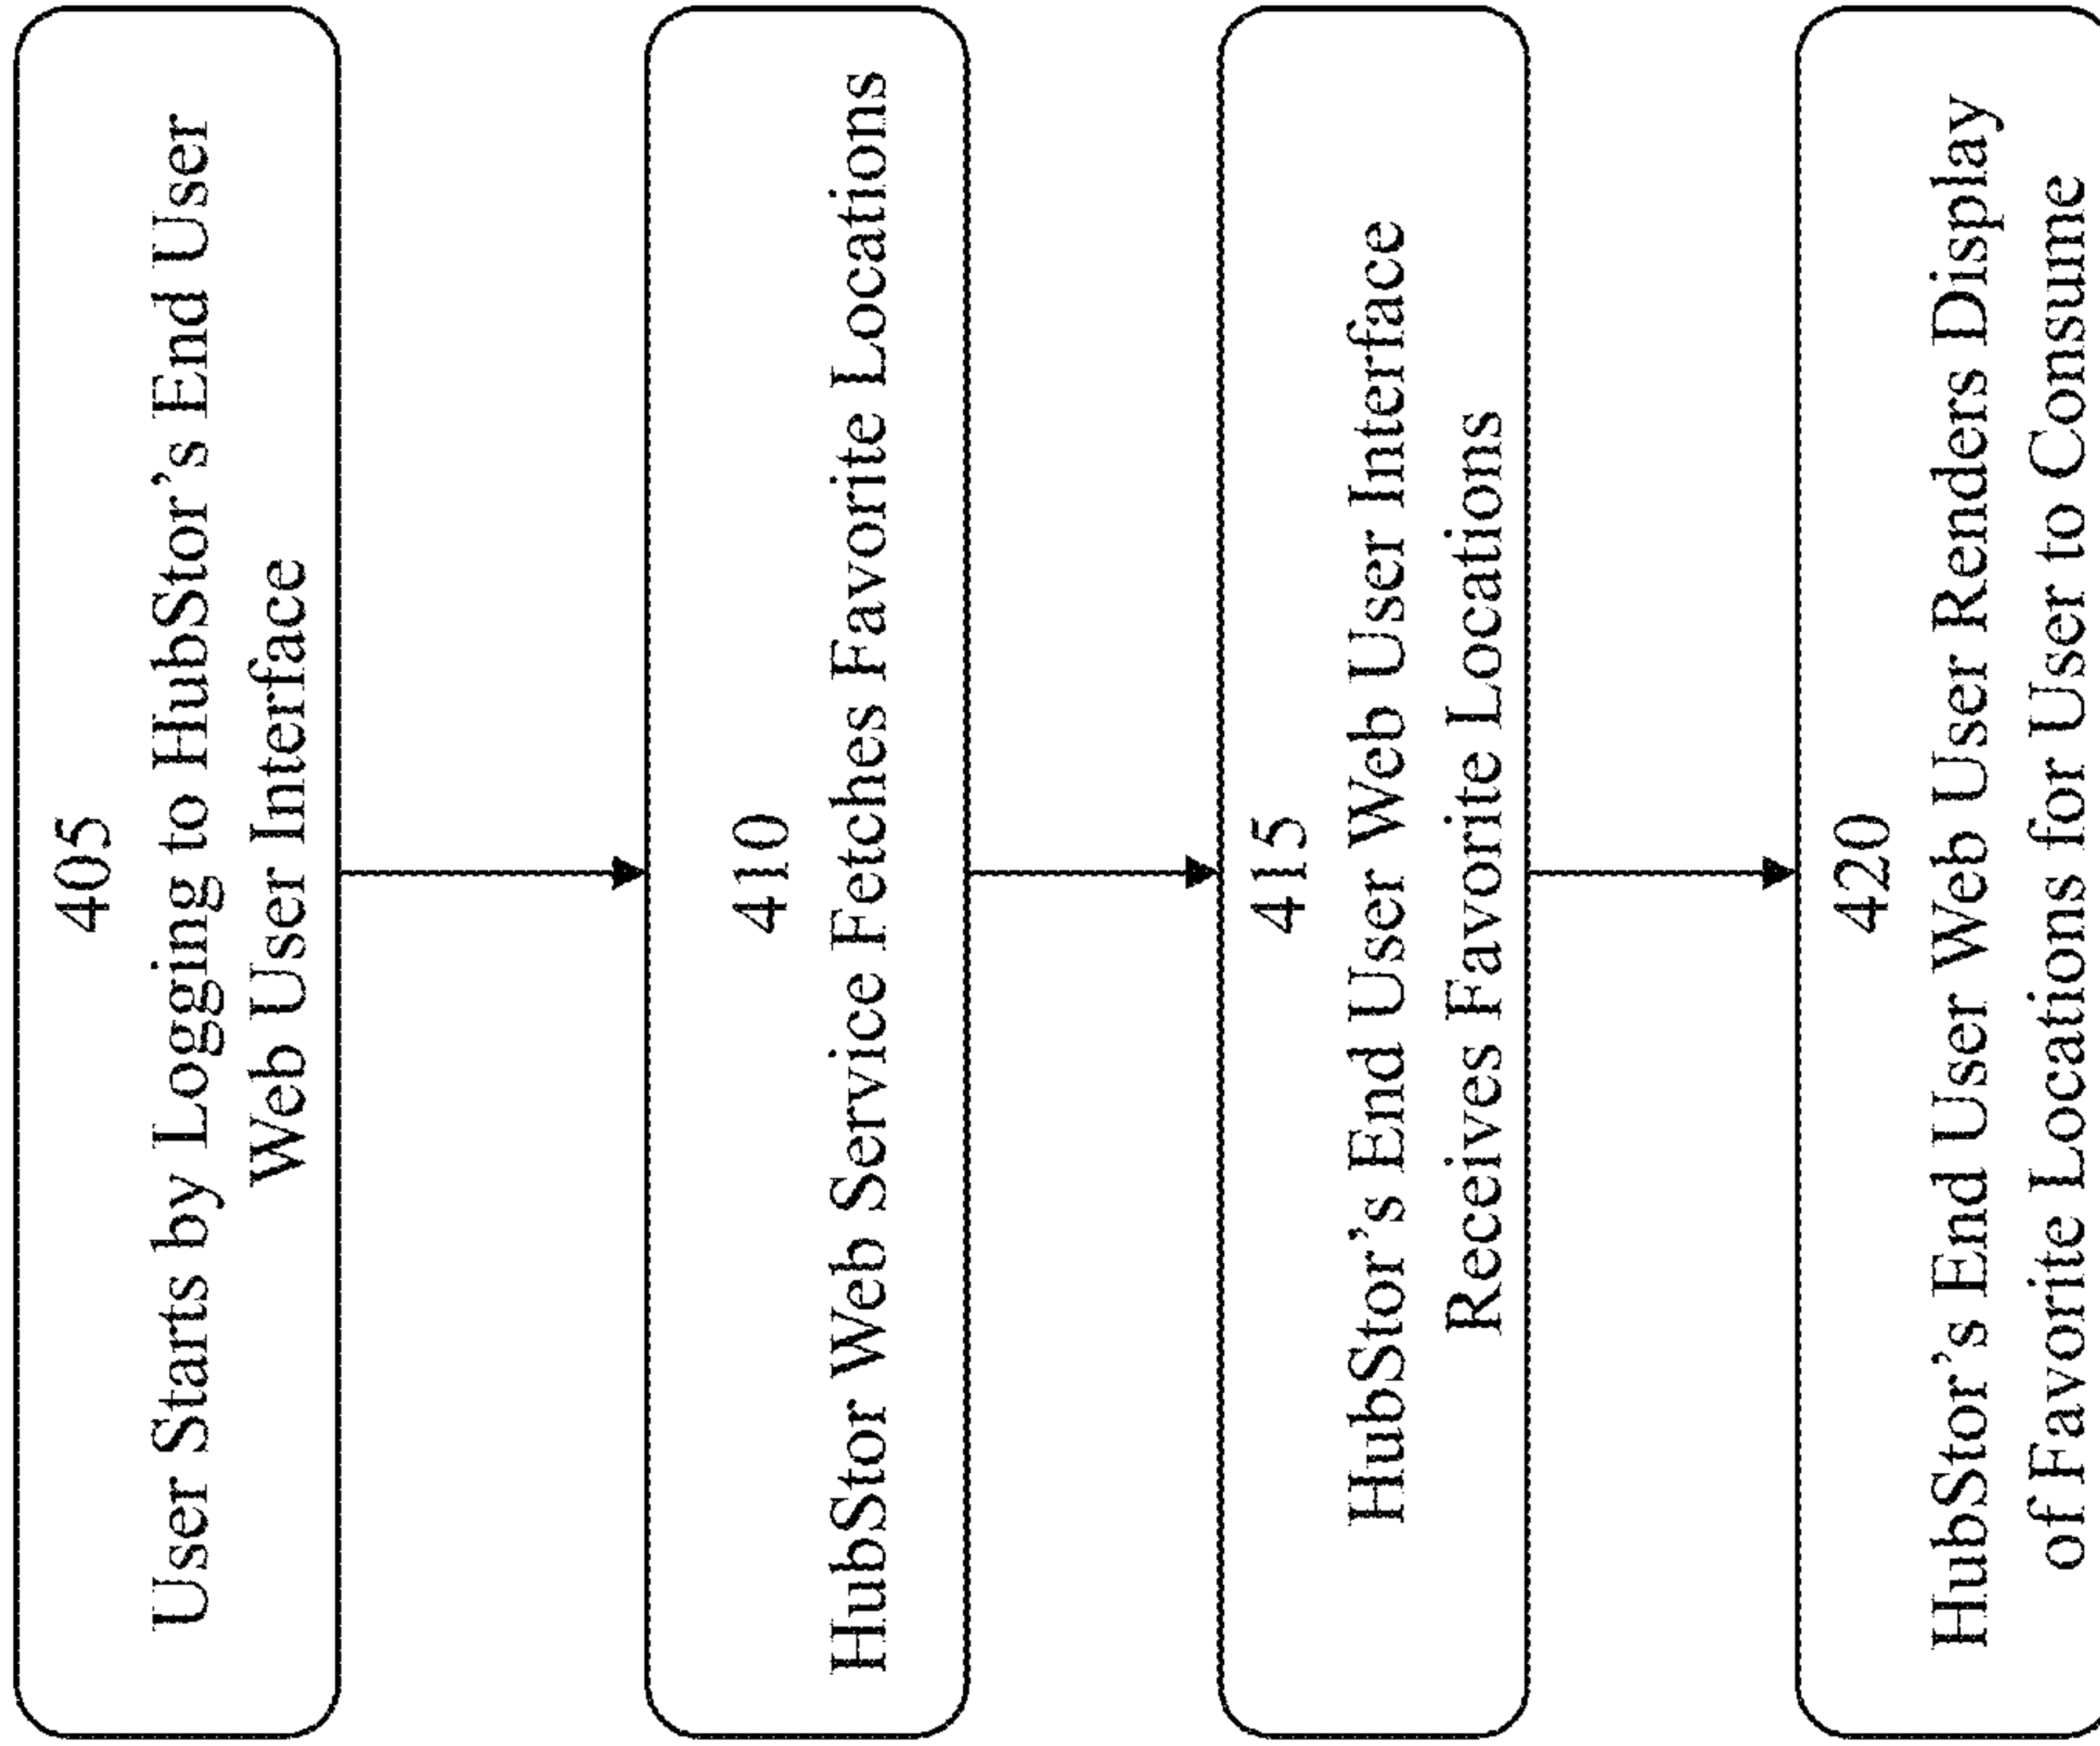 405
User Starts by Logging to HubStor's End User
Web User Interface
410
HubStor Web Service Fetches Favorite Locations
415
HubStor's End User Web User Interface
Receives Favorite Locations
420
HubStor's End User Web User Renders Display
of Favorite Locations for User to Consume